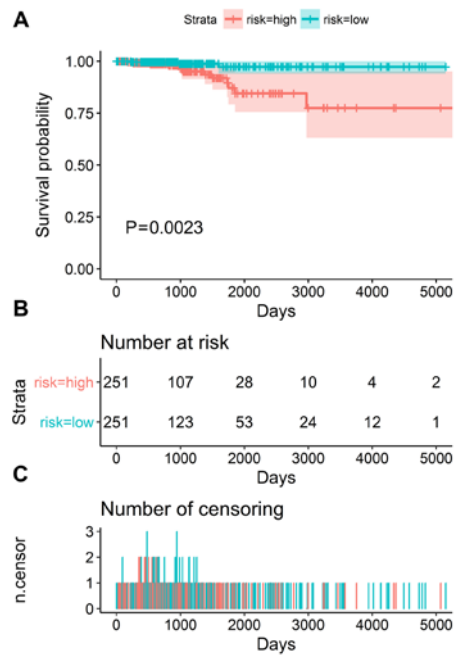 A
Strata risk=high risk=low
Survival probability
1.00
0.75
0.50
0.25
0.00
P=0.0023
0 1000 2000 3000 4000 5000
Days
B
Number at risk
Strata
risk=high 251 107 28 10 4 2
risk=low 251 123 53 24 12 1
0 1000 2000 3000 4000 5000
Days
C
Number of censoring
n.censor
3
2
1
0
0 1000 2000 3000 4000 5000
Days